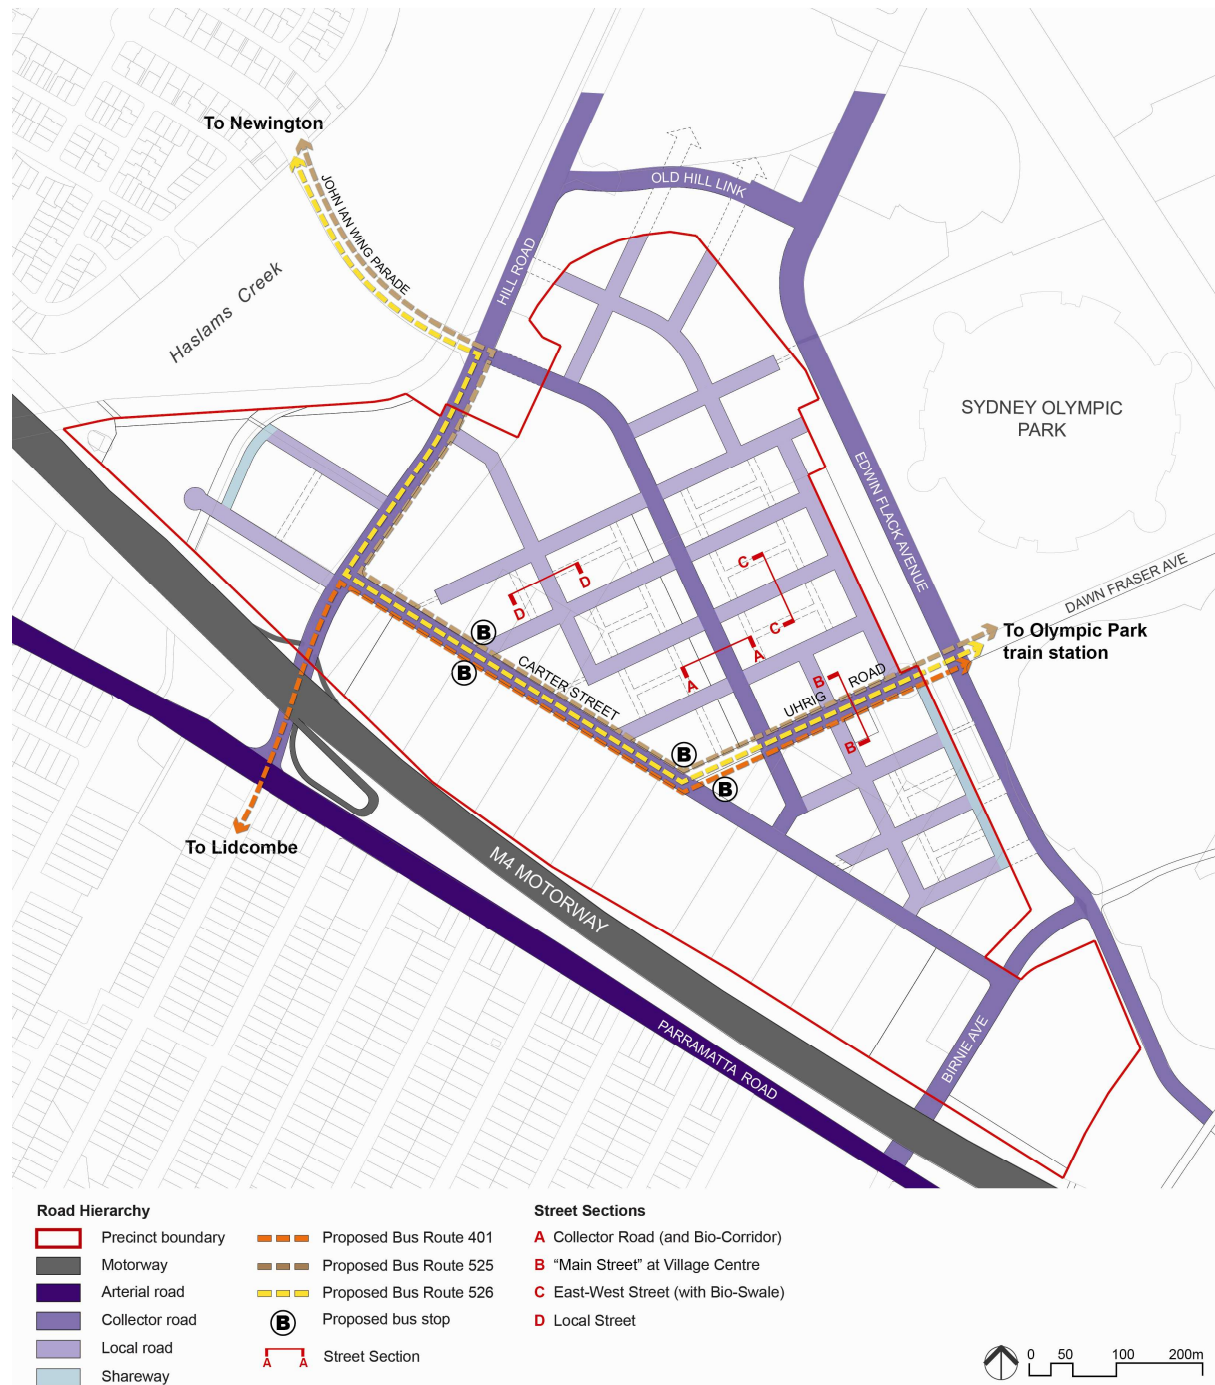 To Newington
JOHN IAN WING PARADE
OLD HILL LINK
HILL ROAD
Haslams Creek
SYDNEY OLYMPIC
PARK
EDWIN FLACK AVENUE
DAWN FRASER AVE
To Olympic Park
train station
C
D
D
C
B
B
A
A
B
B
CARTER STREET
UHRIG ROAD
B
B
To Lidcombe
M4 MOTORWAY
PARRAMATTA ROAD
BIRNIE AVE
Road Hierarchy
Precinct boundary
Motorway
Arterial road
Collector road
Local road
Shareway
Proposed Bus Route 401
Proposed Bus Route 525
Proposed Bus Route 526
B Proposed bus stop
A A Street Section
Street Sections
A Collector Road (and Bio-Corridor)
B “Main Street” at Village Centre
C East-West Street (with Bio-Swale)
D Local Street
0 50 100 200m